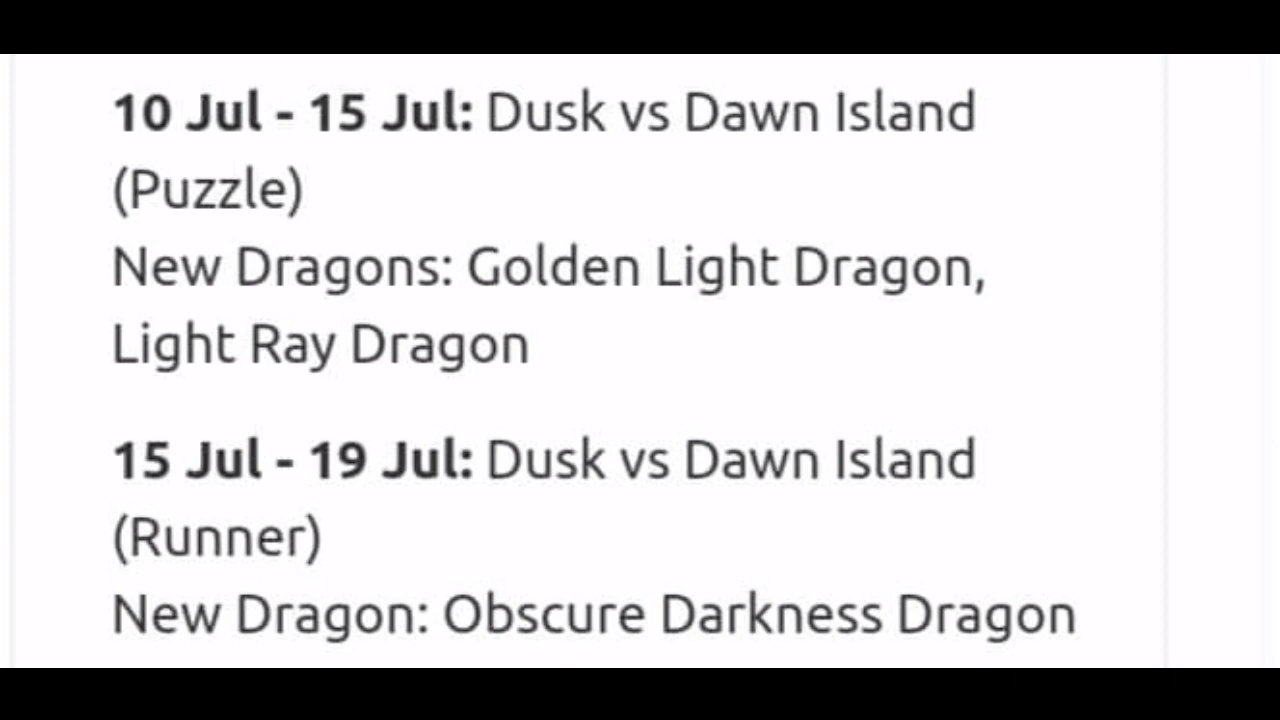 10 Jul - 15 Jul: Dusk vs Dawn Island
(Puzzle)
New Dragons: Golden Light Dragon,
Light Ray Dragon
15 Jul - 19 Jul: Dusk vs Dawn Island
(Runner)
New Dragon: Obscure Darkness Dragon